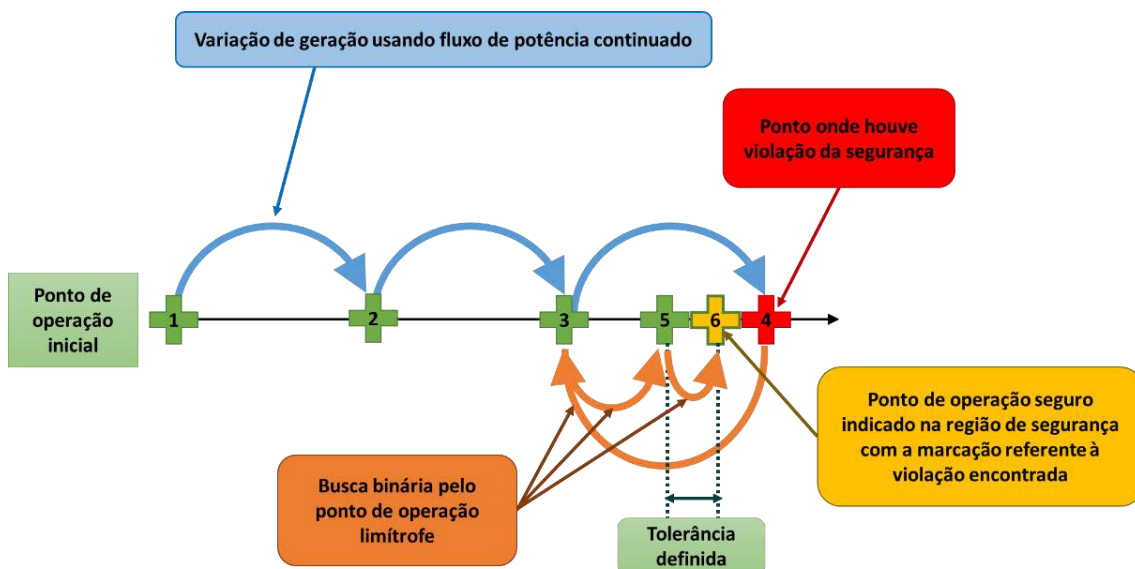 Variação de geração usando fluxo de potência continuado
Ponto onde houve
violação da segurança
Ponto de
operação
inicial
1
2
3
5
6
4
Ponto de operação seguro
indicado na região de segurança
com a marcação referente à
violação encontrada
Busca binária pelo
ponto de operação
limítrofe
Tolerância
definida